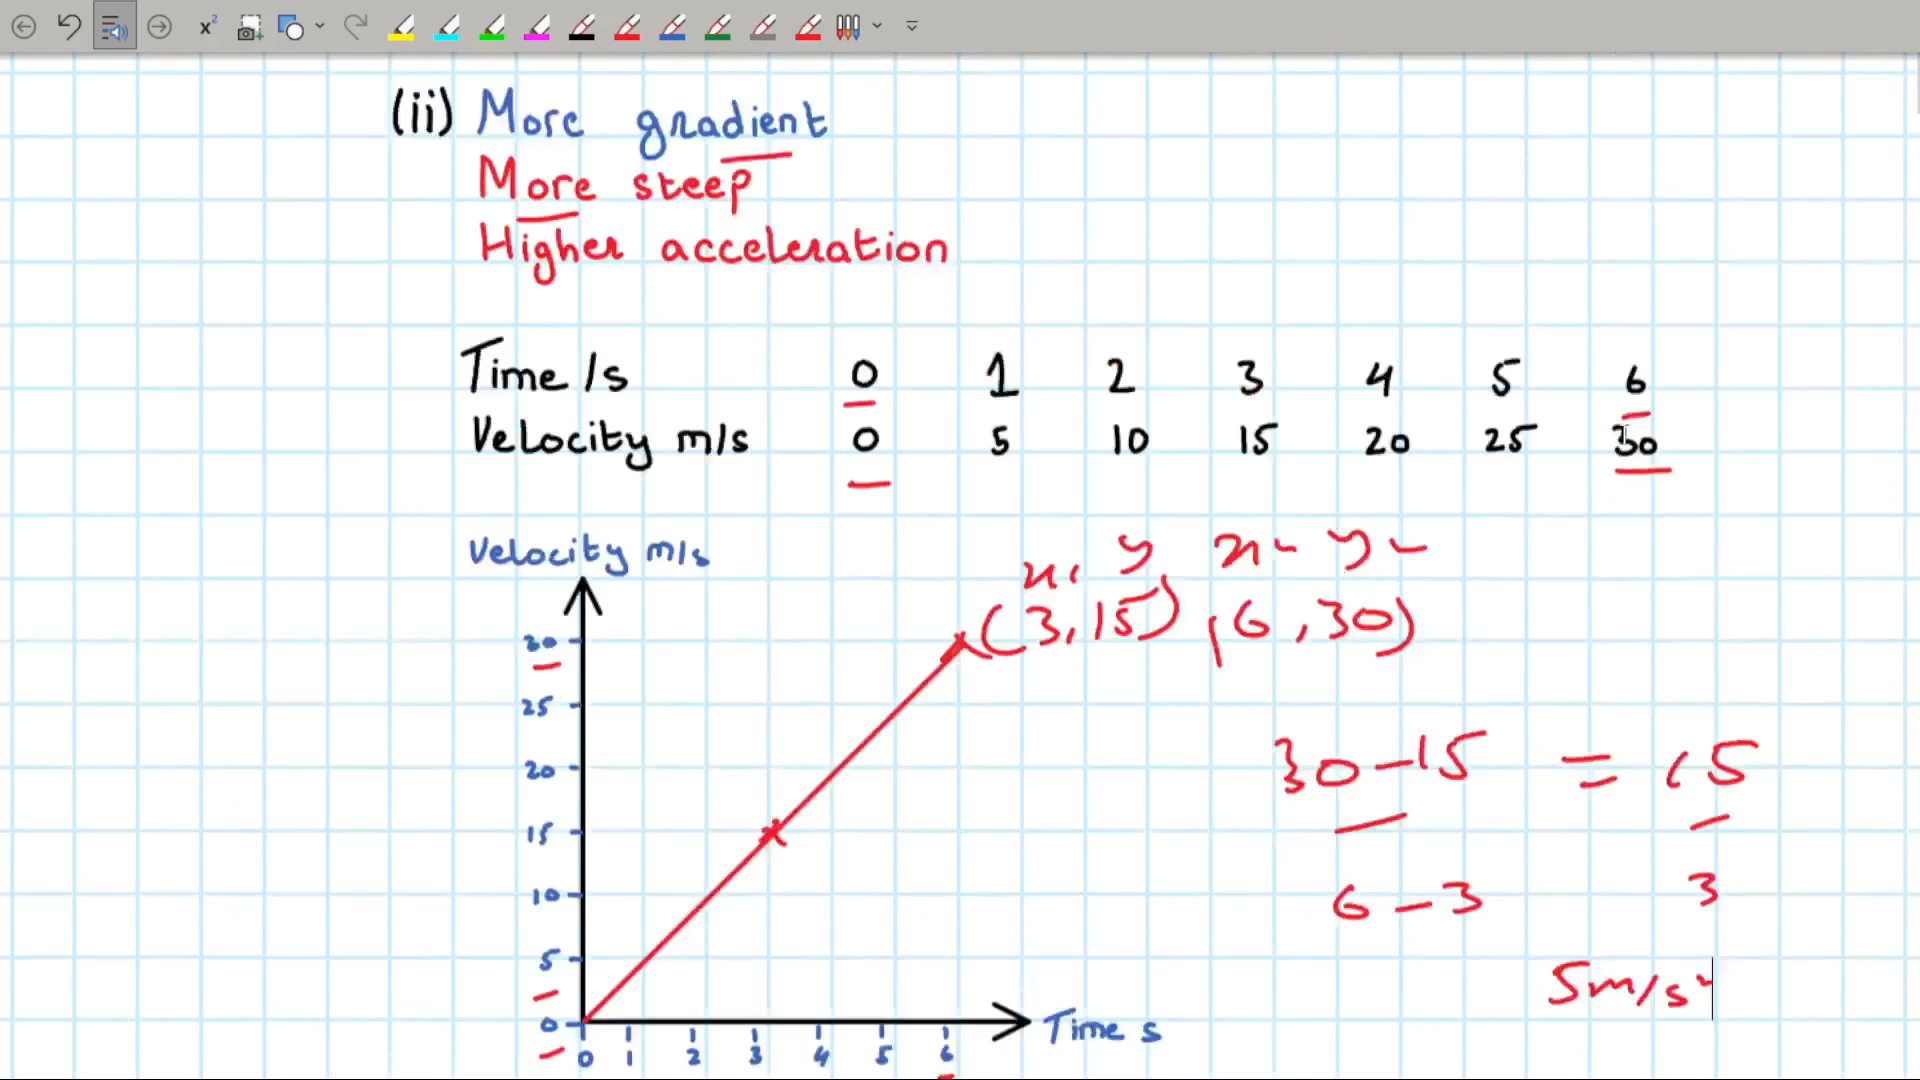 x²
(ii) More gradient
More steep
Higher acceleration
Time /s 0 1 2 3 4 5 6
Velocity m/s 0 5 10 15 20 25 30
Velocity m/s
x₁ y x₂ y₂
(3,15) (6,30)
30
25
20
15
10
5
0
0 1 2 3 4 5 6
Time s
30-15 = 15
6-3 3
5m/s²